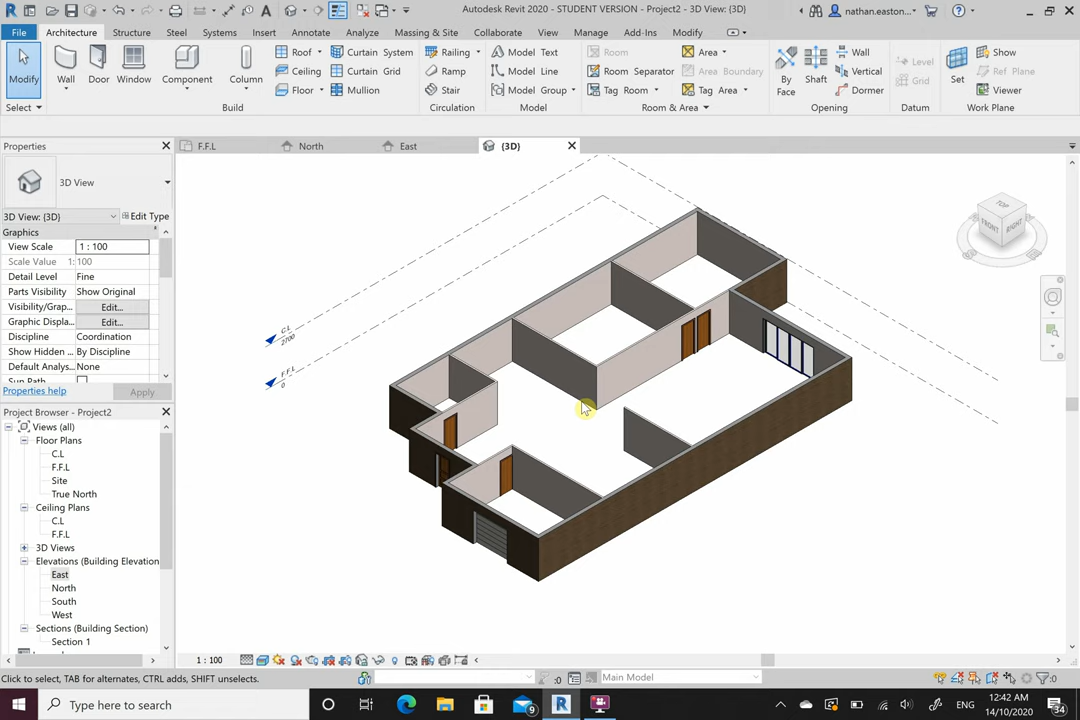 Autodesk Revit 2020 - STUDENT VERSION - Project2 - 3D View: {3D}
nathan.easton...
File Architecture Structure Steel Systems Insert Annotate Analyze Massing & Site Collaborate View Manage Add-Ins Modify
Modify
Wall
Door
Window
Component
Column
Roof
Ceiling
Floor
Curtain System
Curtain Grid
Mullion
Railing
Ramp
Stair
Model Text
Model Line
Model Group
Room
Room Separator
Tag Room
Area
Area Boundary
Tag Area
By Face
Shaft
Wall
Vertical
Dormer
Level
Grid
Set
Show
Ref Plane
Viewer
Select
Build
Circulation
Model
Room & Area
Opening
Datum
Work Plane
Properties
F.F.L
North
East
{3D}
3D View
3D View: {3D}
Edit Type
Graphics
View Scale 1 : 100
Scale Value 1: 100
Detail Level Fine
Parts Visibility Show Original
Visibility/Grap... Edit...
Graphic Displa... Edit...
Discipline Coordination
Show Hidden ... By Discipline
Default Analys... None
Sun Path
Properties help
Apply
Project Browser - Project2
Views (all)
Floor Plans
C.L
F.F.L
Site
True North
Ceiling Plans
C.L
F.F.L
3D Views
Elevations (Building Elevation
East
North
South
West
Sections (Building Section)
Section 1
C.L
2700
F.F.L
0
TOP
FRONT
RIGHT
1 : 100
Click to select, TAB for alternates, CTRL adds, SHIFT unselects.
:0
Main Model
:0
Type here to search
9
ENG
12:42 AM
14/10/2020
34